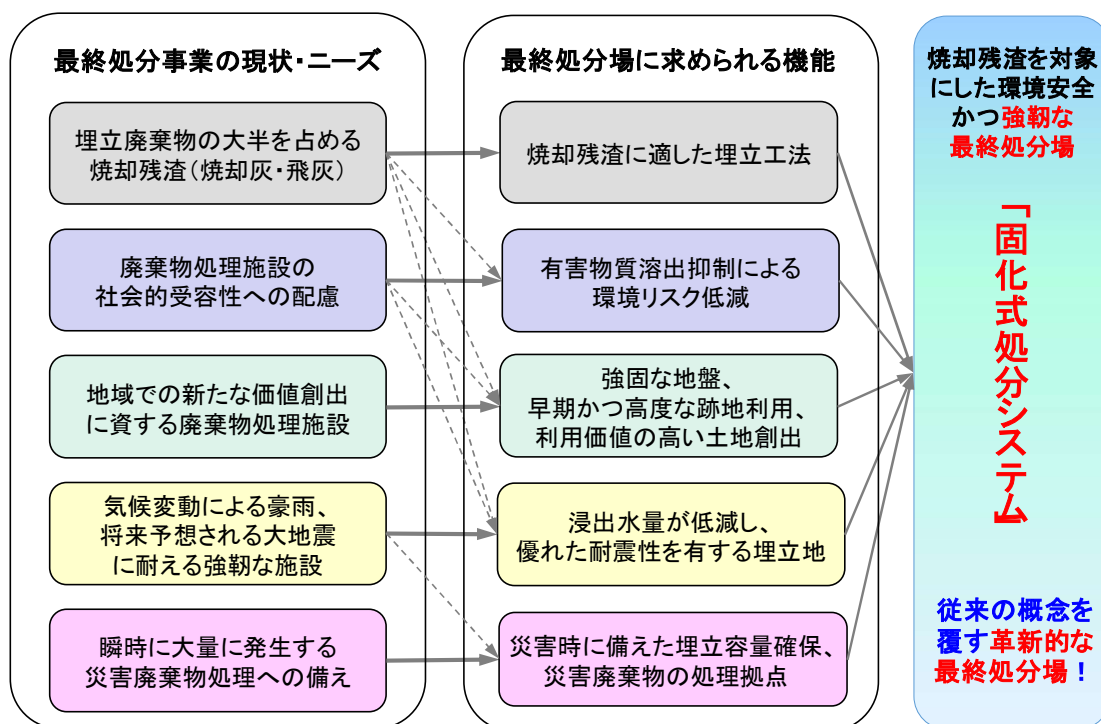 最終処分事業の現状・ニーズ
埋立廃棄物の大半を占める
焼却残渣(焼却灰・飛灰)
廃棄物処理施設の
社会的受容性への配慮
地域での新たな価値創出
に資する廃棄物処理施設
気候変動による豪雨、
将来予想される大地震
に耐える強靭な施設
瞬時に大量に発生する
災害廃棄物処理への備え
最終処分場に求められる機能
焼却残渣に適した埋立工法
有害物質溶出抑制による
環境リスク低減
強固な地盤、
早期かつ高度な跡地利用、
利用価値の高い土地創出
浸出水量が低減し、
優れた耐震性を有する埋立地
災害時に備えた埋立容量確保、
災害廃棄物の処理拠点
焼却残渣を対象
にした環境安全
かつ強靭な
最終処分場
「固化式処分システム」
従来の概念を
覆す革新的な
最終処分場！